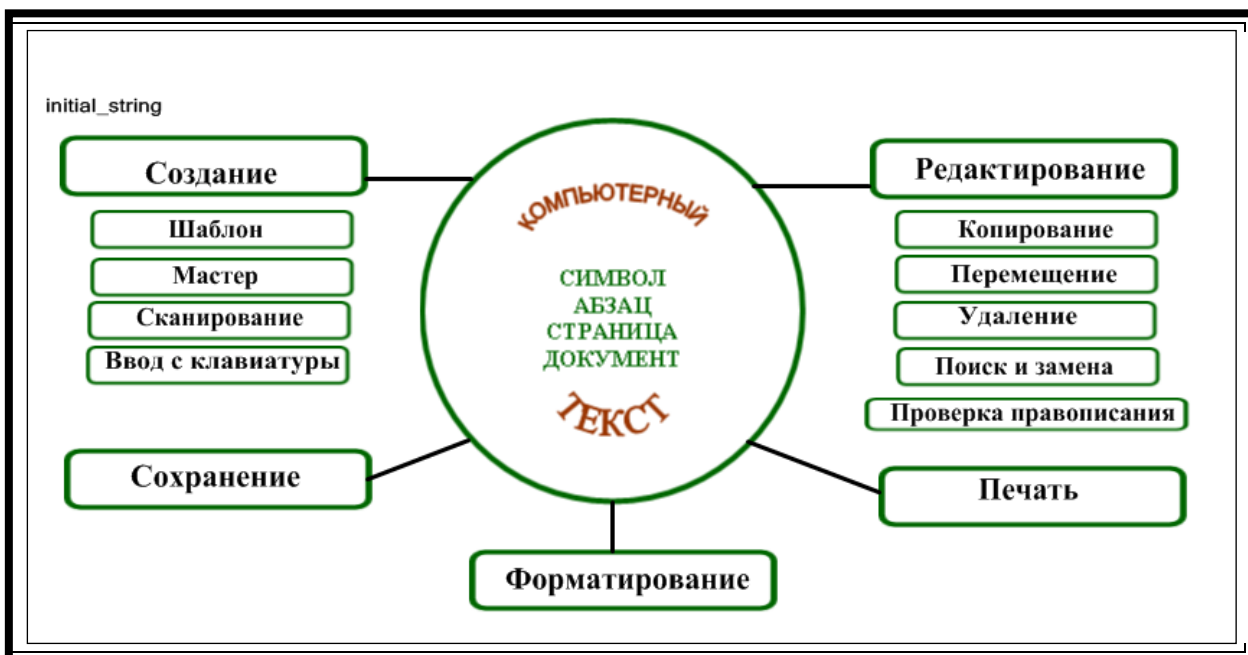 initial_string
Создание
Шаблон
Мастер
Сканирование
Ввод с клавиатуры
Сохранение
КОМПЬЮТЕРНЫЙ
СИМВОЛ
АБЗАЦ
СТРАНИЦА
ДОКУМЕНТ
ТЕКСТ
Форматирование
Редактирование
Копирование
Перемещение
Удаление
Поиск и замена
Проверка правописания
Печать